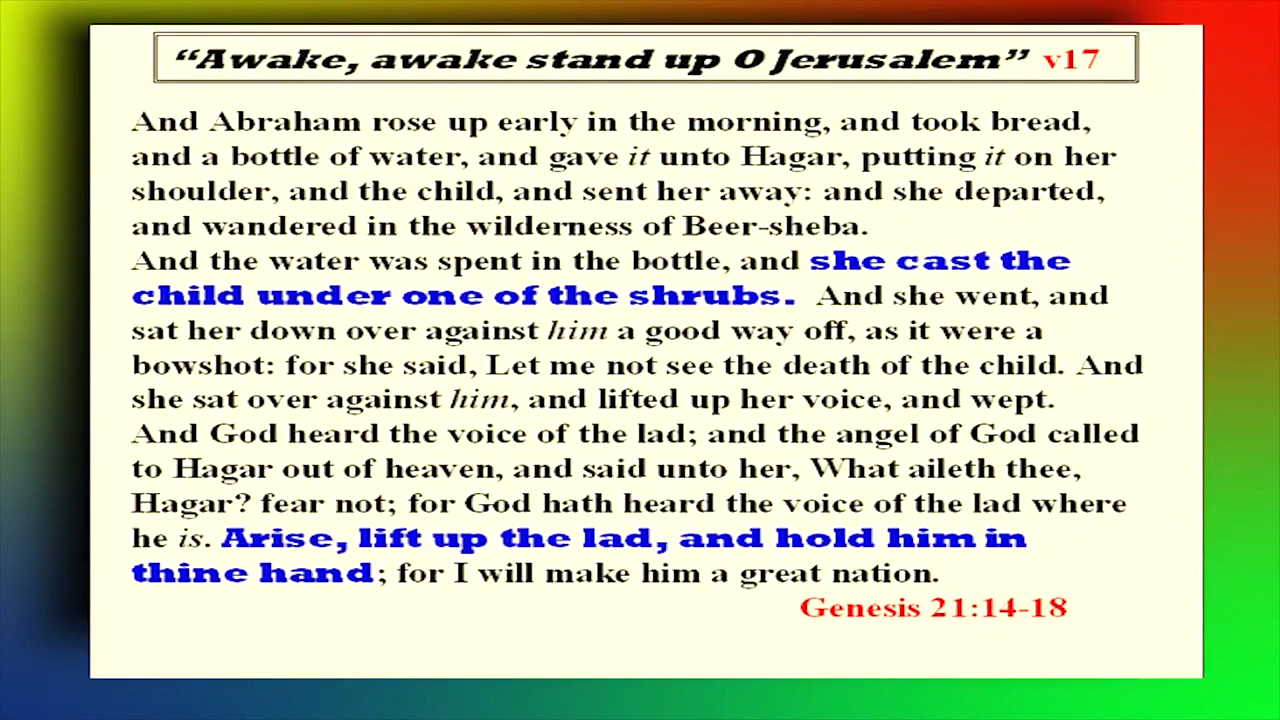 “Awake, awake stand up O Jerusalem” v17
And Abraham rose up early in the morning, and took bread,
and a bottle of water, and gave it unto Hagar, putting it on her
shoulder, and the child, and sent her away: and she departed,
and wandered in the wilderness of Beer-sheba.
And the water was spent in the bottle, and she cast the
child under one of the shrubs. And she went, and
sat her down over against him a good way off, as it were a
bowshot: for she said, Let me not see the death of the child. And
she sat over against him, and lifted up her voice, and wept.
And God heard the voice of the lad; and the angel of God called
to Hagar out of heaven, and said unto her, What aileth thee,
Hagar? fear not; for God hath heard the voice of the lad where
he is. Arise, lift up the lad, and hold him in
thine hand; for I will make him a great nation.
Genesis 21:14-18